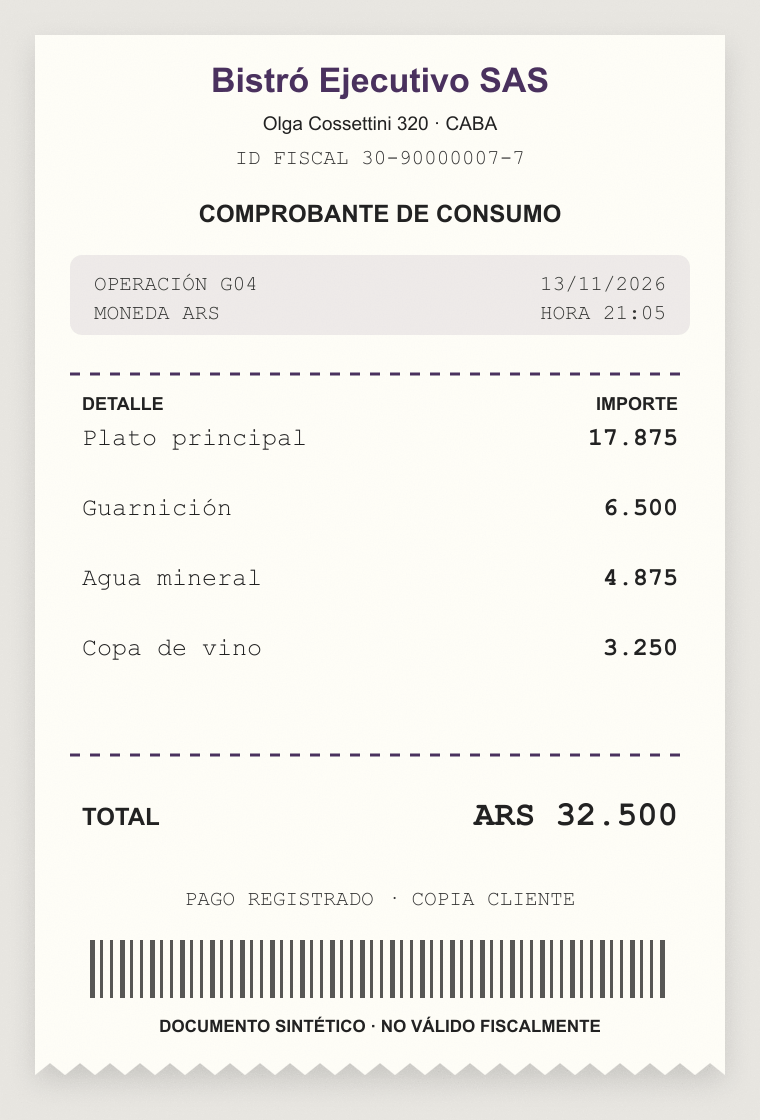 Bistró Ejecutivo SAS
Olga Cossettini 320 · CABA
ID FISCAL 30-90000007-7
COMPROBANTE DE CONSUMO
OPERACIÓN G04 13/11/2026
MONEDA ARS HORA 21:05
DETALLE IMPORTE
Plato principal 17.875
Guarnición 6.500
Agua mineral 4.875
Copa de vino 3.250
TOTAL ARS 32.500
PAGO REGISTRADO · COPIA CLIENTE
DOCUMENTO SINTÉTICO · NO VÁLIDO FISCALMENTE